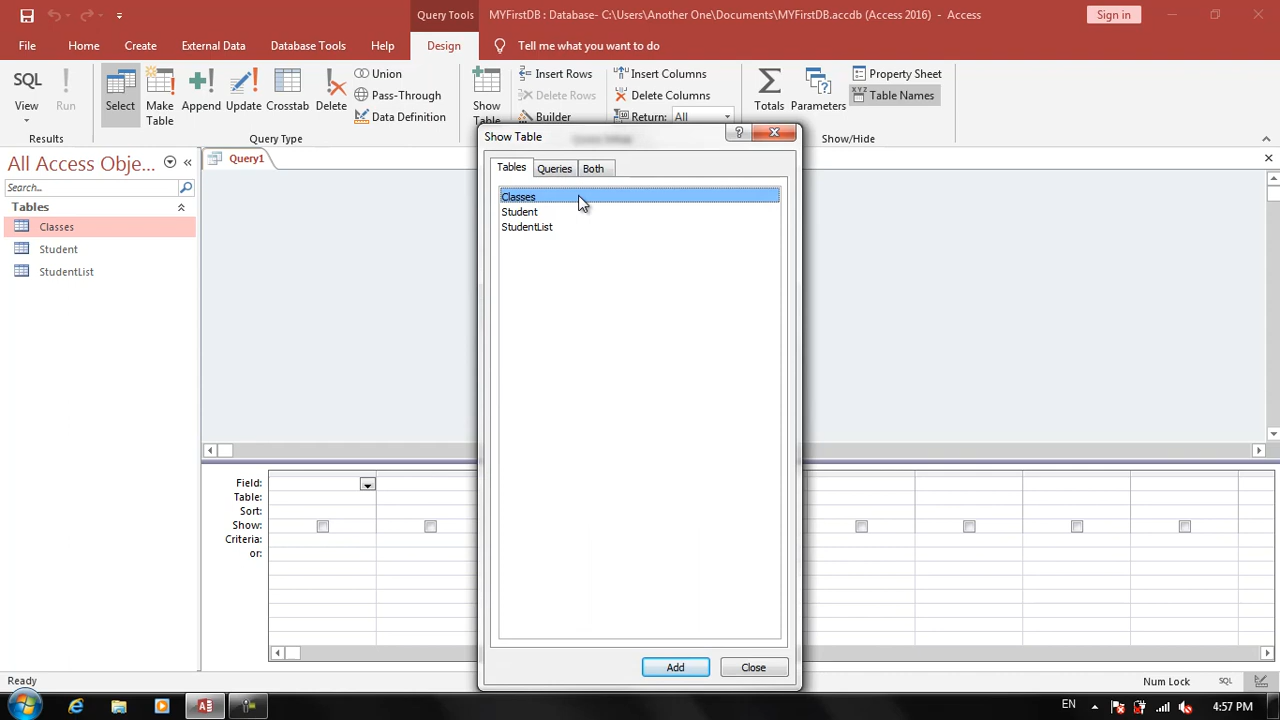 Query Tools
MYFirstDB : Database- C:\Users\Another One\Documents\MYFirstDB.accdb (Access 2016) - Access
Sign in
File
Home
Create
External Data
Database Tools
Help
Design
Tell me what you want to do
SQL
View
Run
Results
Select
Make
Table
Append
Update
Crosstab
Delete
Union
Pass-Through
Data Definition
Query Type
Show
Table
Insert Rows
Delete Rows
Builder
Insert Columns
Delete Columns
Return: All
Totals
Parameters
Property Sheet
XYZ Table Names
Show/Hide
All Access Obje...
Search...
Tables
Classes
Student
StudentList
Query1
Show Table
Tables
Queries
Both
Classes
Student
StudentList
Add
Close
Field:
Table:
Sort:
Show:
Criteria:
or:
Ready
Num Lock
SQL
EN
4:57 PM